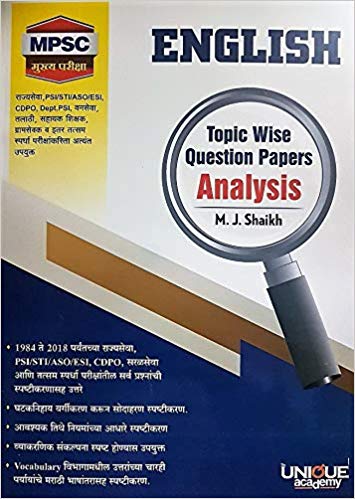 MPSC
मुख्य परीक्षा
ENGLISH
राज्यसेवा,PSI/STI/ASO/ESI,
CDPO, Dept.PSI, वनसेवा,
तलाठी, सहायक शिक्षक,
ग्रामसेवक व इतर तत्सम
स्पर्धा परीक्षांकरिता अत्यंत
उपयुक्त
Topic Wise
Question Papers
Analysis
M. J. Shaikh
• 1984 ते 2018 पर्यंतच्या राज्यसेवा,
PSI/STI/ASO/ESI, CDPO, सरळसेवा
आणि तत्सम स्पर्धा परीक्षांतील सर्व प्रश्नांची
स्पष्टीकरणासह उत्तरे
• घटकनिहाय वर्गीकरण करून सोदाहरण स्पष्टीकरण.
• आवश्यक तिथे नियमांच्या आधारे स्पष्टीकरण
• व्याकरणिक संकल्पना स्पष्ट होण्यास उपयुक्त
• Vocabulary विभागामधील उत्तरांच्या चारही
पर्यायांचे मराठी भाषांतरासह स्पष्टीकरण.
UNIQUE
academy